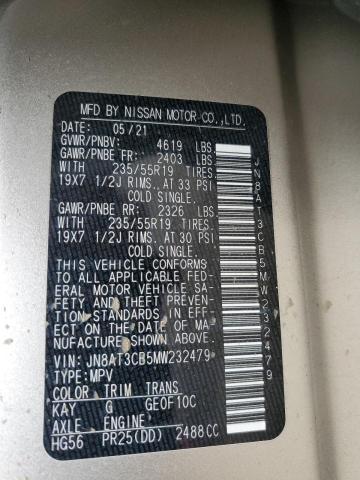 MFD BY NISSAN MOTOR CO.,LTD.
DATE: 05/21
GVWR/PNBV: 4619 LBS.
GAWR/PNBE FR: 2403 LBS
WITH 235/55R19 TIRES.
19X7 1/2J RIMS. AT 33 PSI
COLD SINGLE.
GAWR/PNBE RR: 2326 LBS
WITH 235/55R19 TIRES.
19X7 1/2J RIMS. AT 30 PSI
COLD SINGLE.
THIS VEHICLE CONFORMS
TO ALL APPLICABLE FED-
ERAL MOTOR VEHICLE SA-
FETY AND THEFT PREVEN-
TION STANDARDS IN EFF-
ECT ON THE DATE OF MA
NUFACTURE SHOWN ABOVE.
VIN: JN8AT3CB5MW232479
TYPE: MPV
COLOR TRIM TRANS
KAY G GE0F10C
AXLE ENGINE
HG56 PR25(DD) 2488CC
JN8AT3CB5MW232479